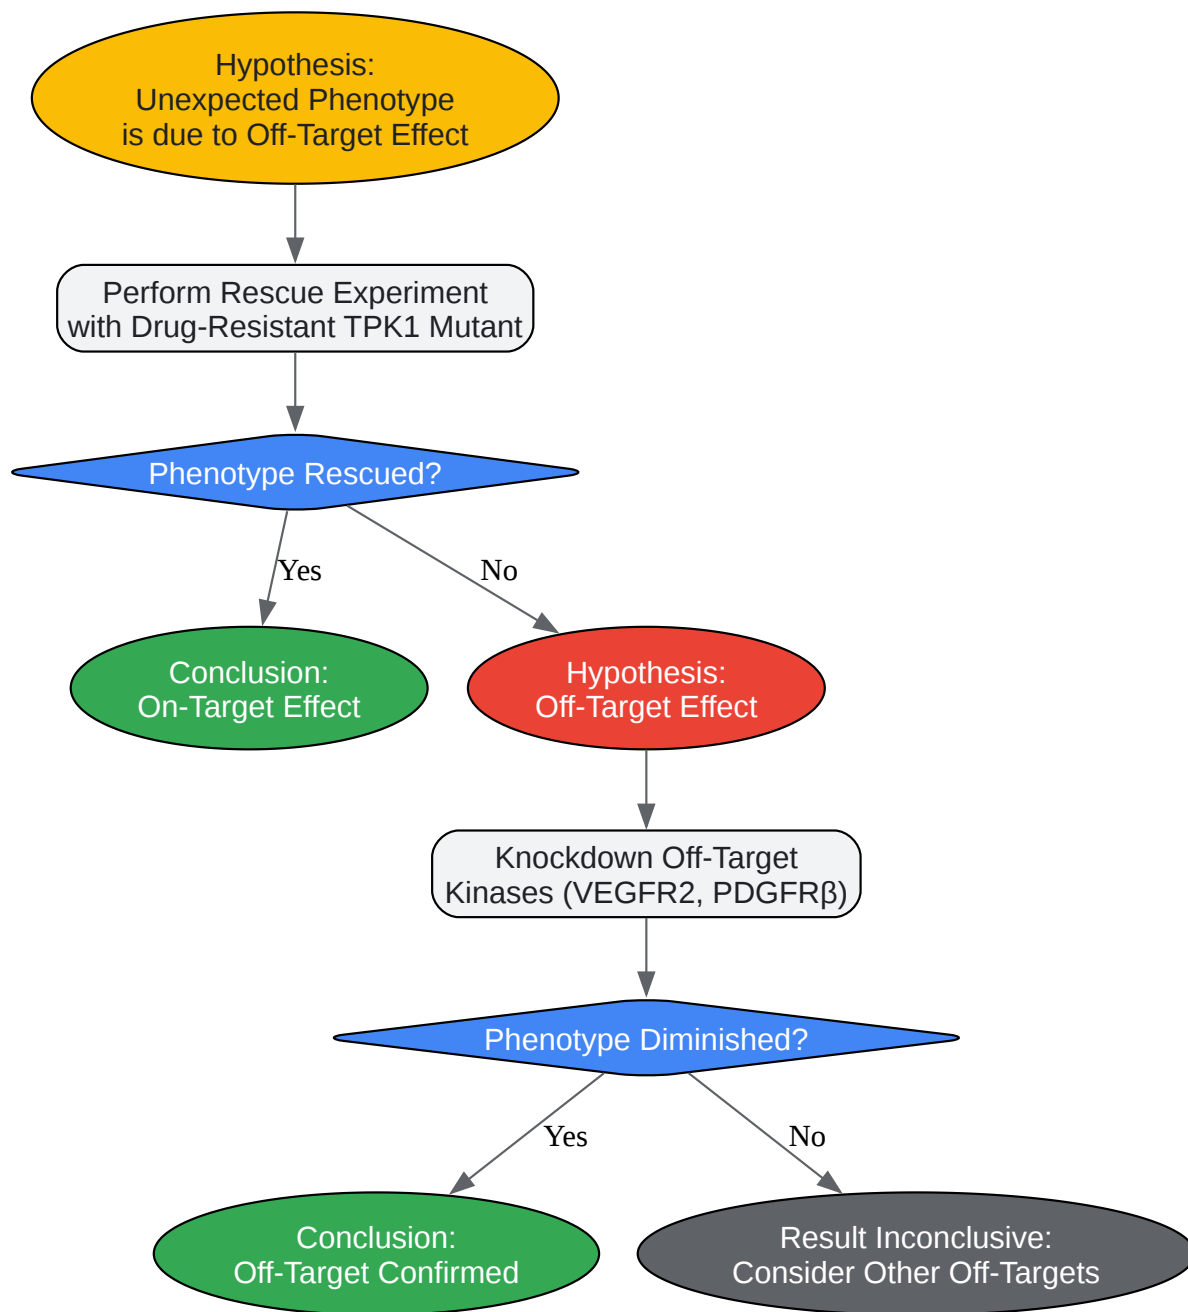 Hypothesis:
Unexpected Phenotype
is due to Off-Target Effect
Perform Rescue Experiment
with Drug-Resistant TPK1 Mutant
Phenotype Rescued?
Yes
No
Conclusion:
On-Target Effect
Hypothesis:
Off-Target Effect
Knockdown Off-Target
Kinases (VEGFR2, PDGFRβ)
Phenotype Diminished?
Yes
No
Conclusion:
Off-Target Confirmed
Result Inconclusive:
Consider Other Off-Targets